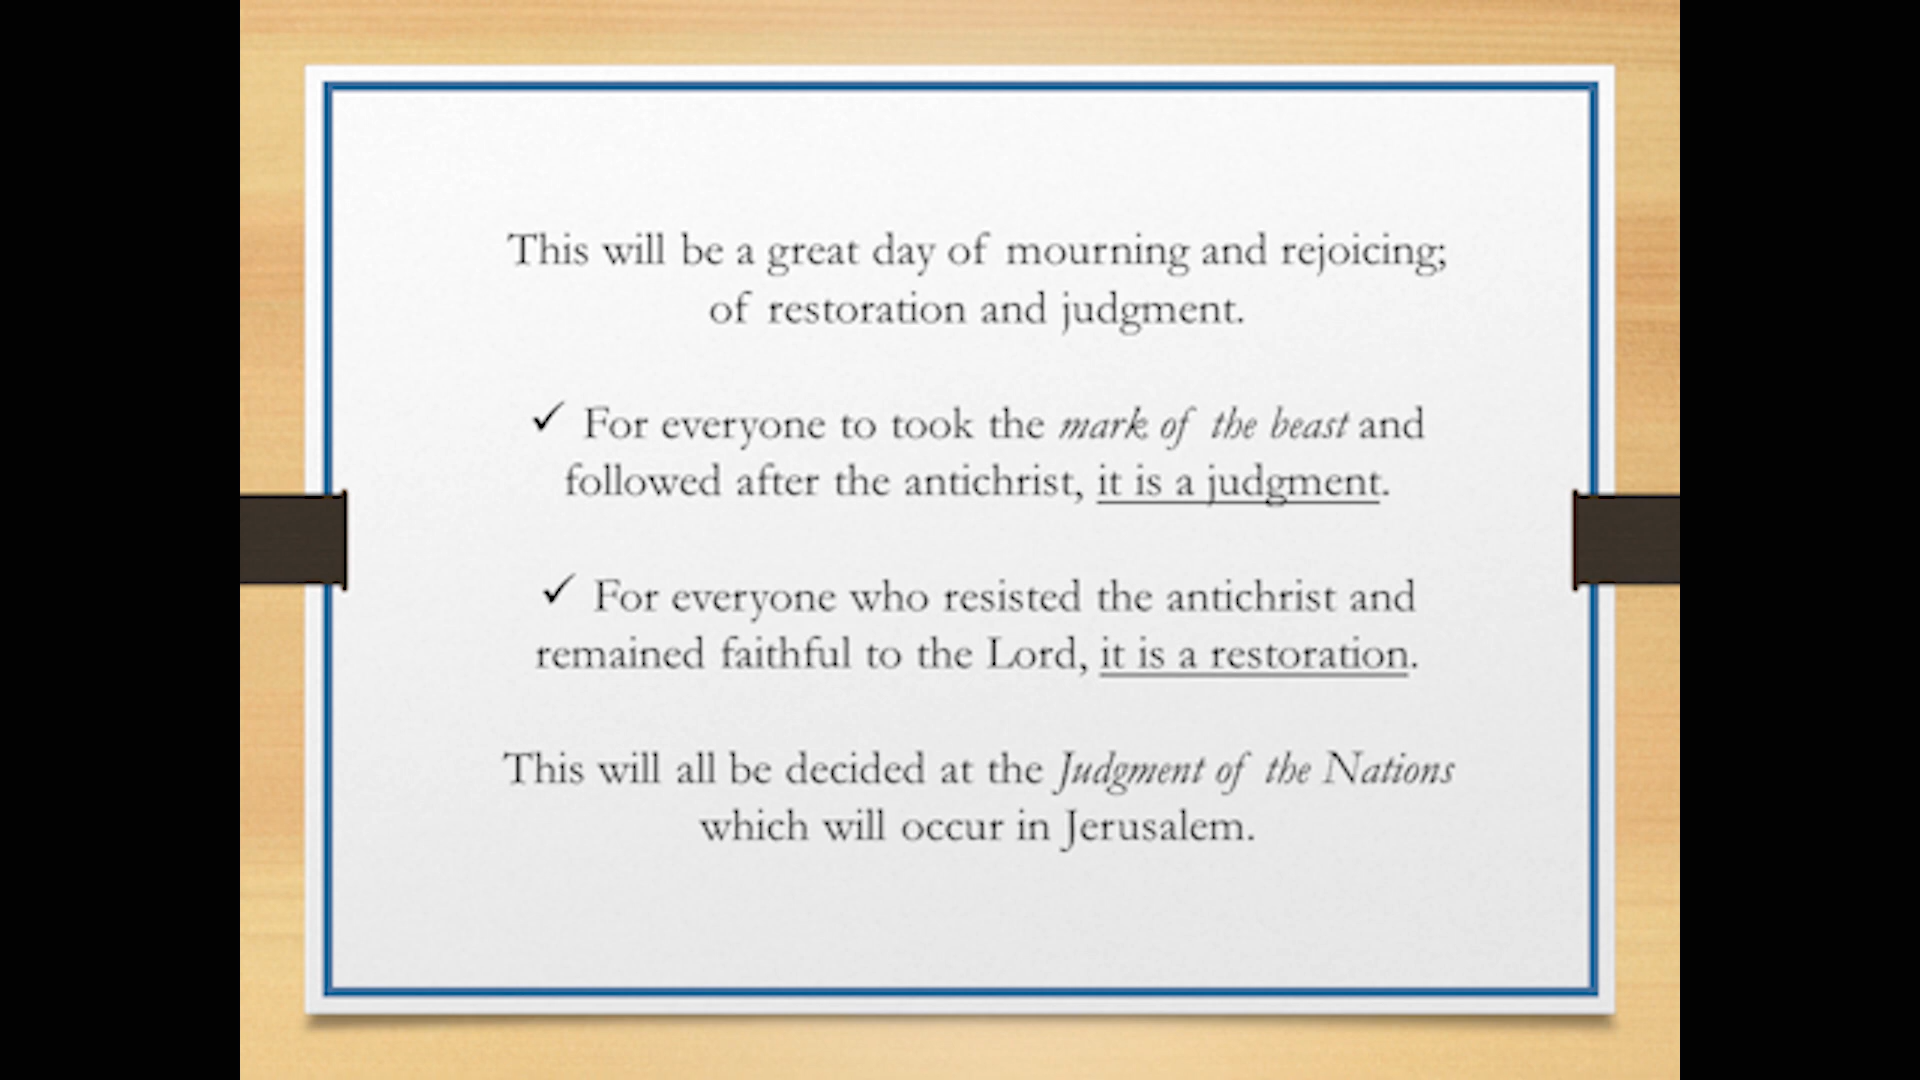 This will be a great day of mourning and rejoicing;
of restoration and judgment.
✓ For everyone to took the mark of the beast and
followed after the antichrist, it is a judgment.
✓ For everyone who resisted the antichrist and
remained faithful to the Lord, it is a restoration.
This will all be decided at the Judgment of the Nations
which will occur in Jerusalem.